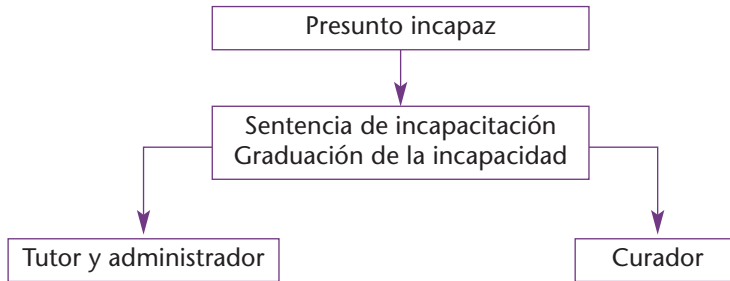 Presunto incapaz
Sentencia de incapacitación
Graduación de la incapacidad
Tutor y administrador
Curador